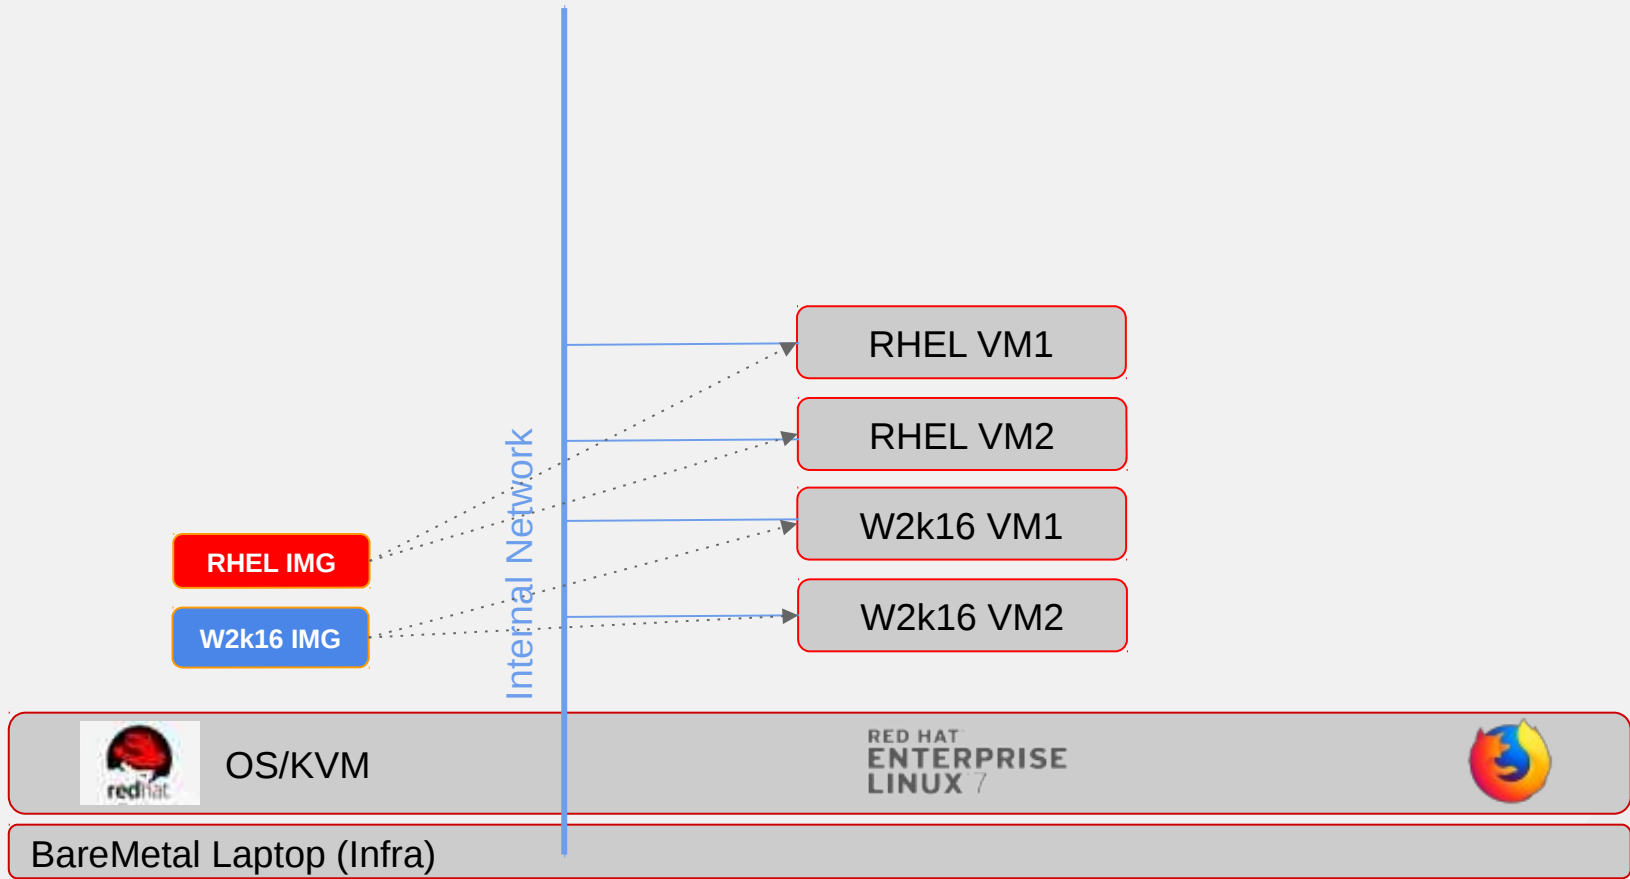 RHEL VM1
RHEL VM2
W2k16 VM1
W2k16 VM2
RHEL IMG
W2k16 IMG
Internal Network
redhat
OS/KVM
RED HAT
ENTERPRISE
LINUX 7
BareMetal Laptop (Infra)